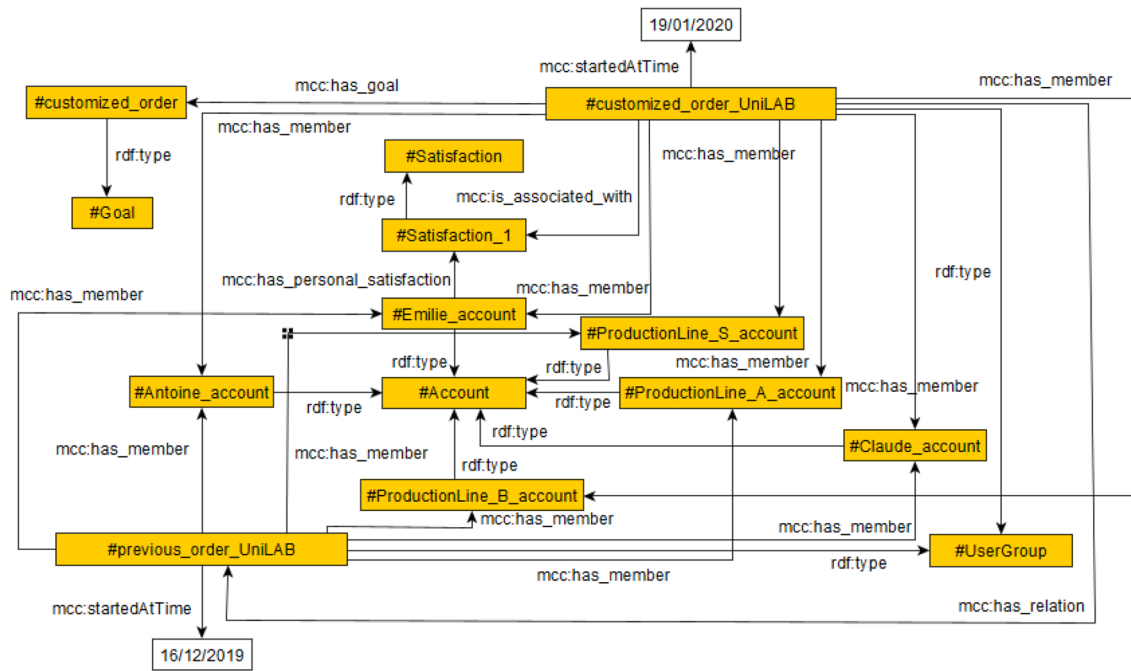 19/01/2020
mcc:startedAtTime
mcc:has_member
mcc:has_goal
#customized_order
#customized_order_UniLAB
mcc:has_member
rdf:type
#Satisfaction
mcc:has_member
mcc:is_associated_with
rdf:type
#Goal
#Satisfaction_1
mcc:has_personal_satisfaction
rdf:type
mcc:has_member
mcc:has_member
#Emilie_account
#ProductionLine_S_account
rdf:type
rdf:type
mcc:has_member
#Antoine_account
#Account
#ProductionLine_A_account
mcc:has_member
rdf:type
rdf:type
rdf:type
#Claude_account
mcc:has_member
mcc:has_member
rdf:type
#ProductionLine_B_account
mcc:has_member
mcc:has_member
#previous_order_UniLAB
#UserGroup
rdf:type
mcc:has_member
mcc:startedAtTime
mcc:has_relation
16/12/2019